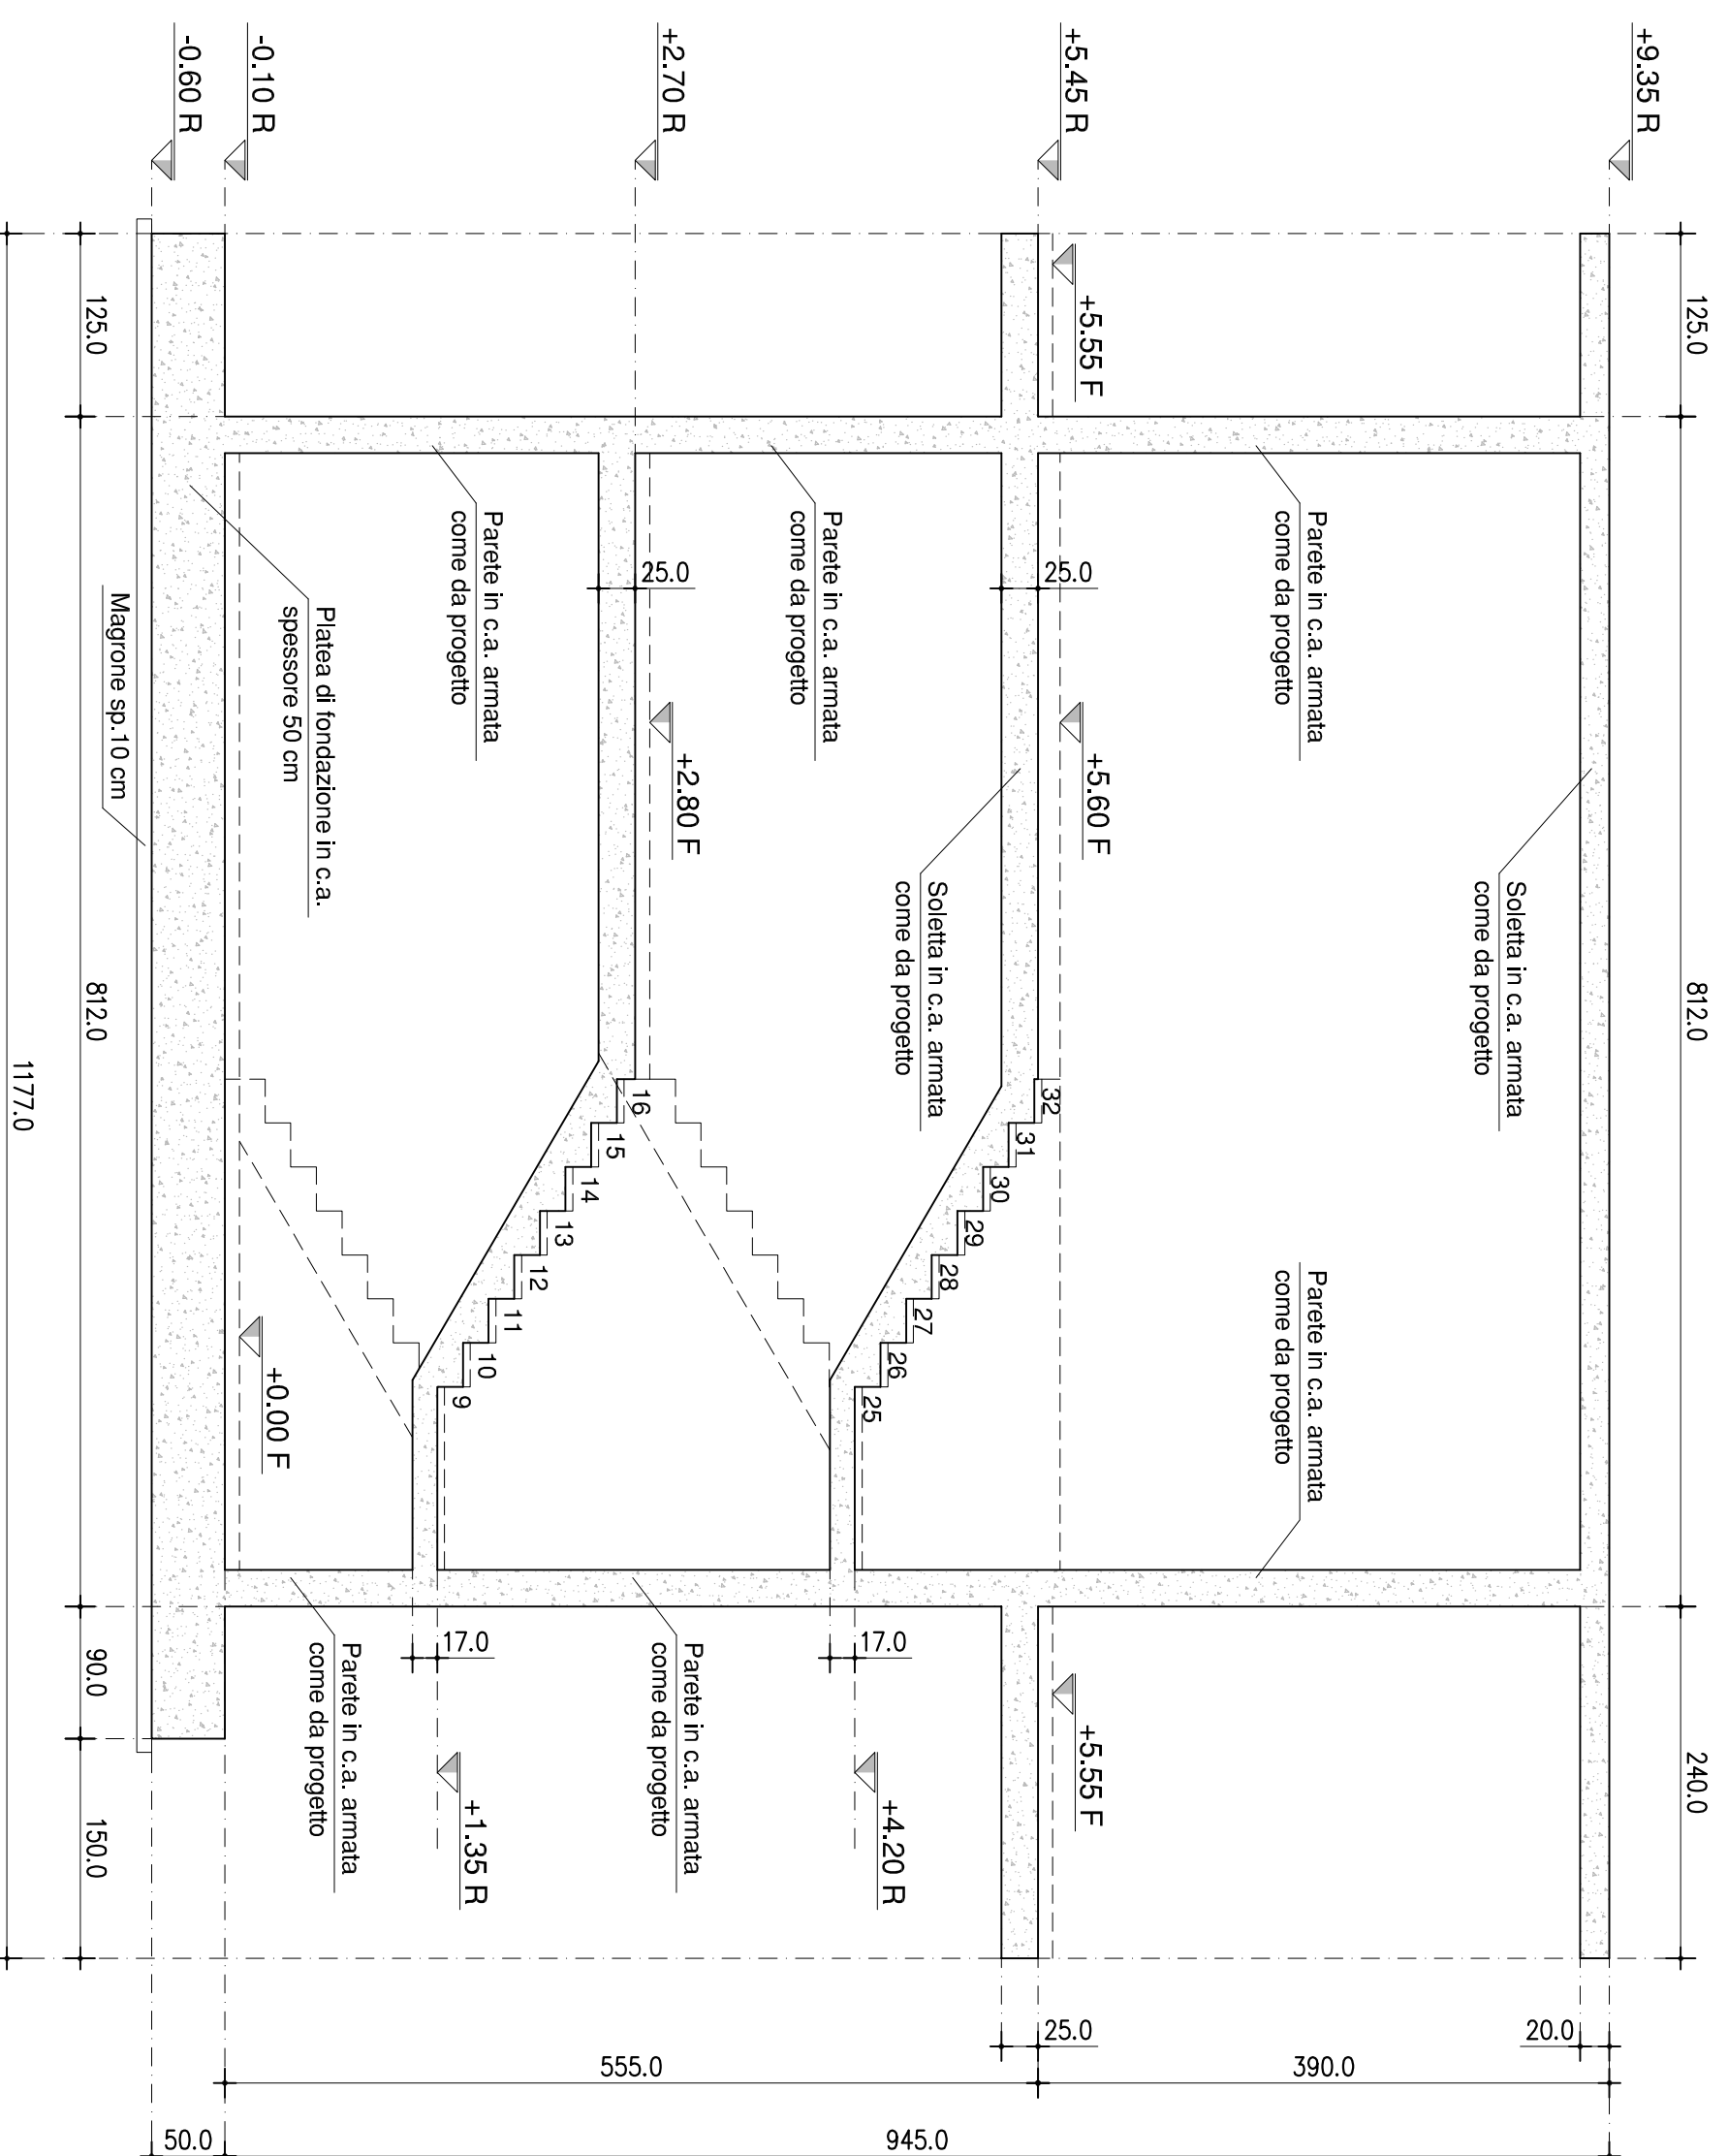 +9.35 R
+5.45 R
+2.70 R
-0.10 R
-0.60 R
125.0
812.0
240.0
+5.55 F
Parete in c.a. armata
come da progetto
Parete in c.a. armata
come da progetto
Parete in c.a. armata
come da progetto
25.0
25.0
Platea di fondazione in c.a.
spessore 50 cm
Magrone sp.10 cm
+5.60 F
+2.80 F
Soletta in c.a. armata
come da progetto
Soletta in c.a. armata
come da progetto
32
31
30
29
28
27
26
25
16
15
14
13
12
11
10
9
Parete in c.a. armata
come da progetto
+0.00 F
17.0
17.0
Parete in c.a. armata
come da progetto
Parete in c.a. armata
come da progetto
+5.55 F
+4.20 R
+1.35 R
125.0
812.0
90.0
150.0
1177.0
20.0
25.0
390.0
555.0
945.0
50.0